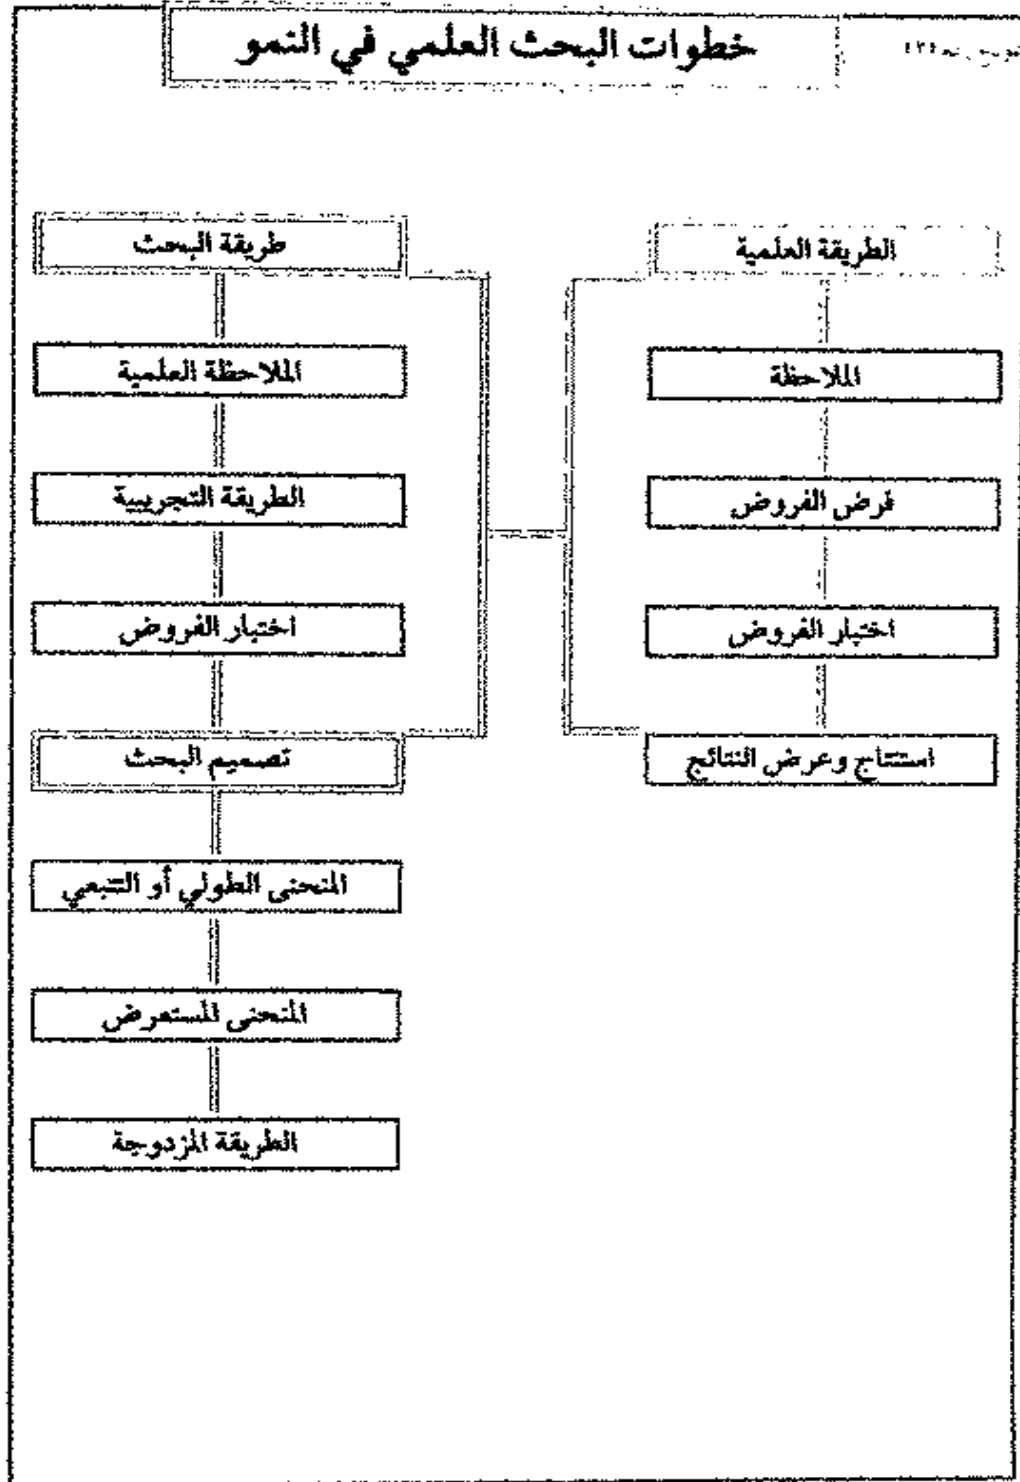 خطوات البحث العلمي في النمو
الطريقة العلمية
الملاحظة
فرض الفروض
اختبار الفروض
استنتاج وعرض النتائج
طريقة البحث
الملاحظة العلمية
الطريقة التجريبية
اختبار الفروض
تصميم البحث
المنحنى الطولي أو التتبعي
المنحنى المستعرض
الطريقة المزدوجة